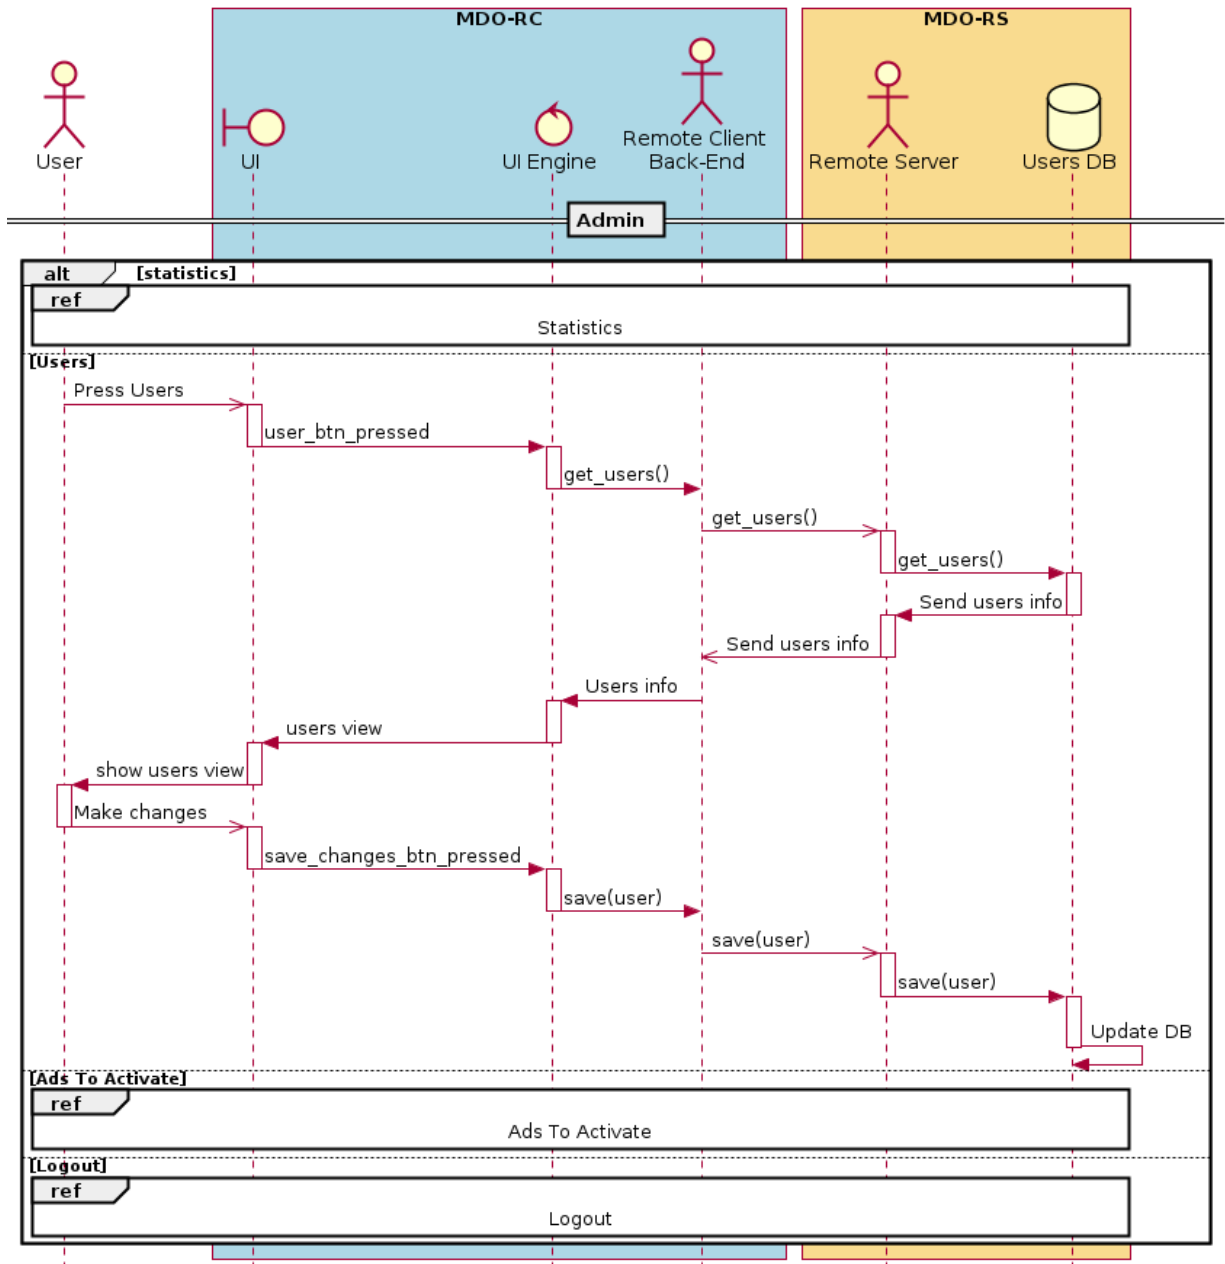 MDO-RC
MDO-RS
User
UI
UI Engine
Remote Client
Back-End
Remote Server
Users DB
Admin
alt
[statistics]
ref
Statistics
[Users]
Press Users
user_btn_pressed
get_users()
get_users()
get_users()
Send users info
Send users info
Users info
users view
show users view
Make changes
save_changes_btn_pressed
save(user)
save(user)
save(user)
Update DB
[Ads To Activate]
ref
Ads To Activate
[Logout]
ref
Logout